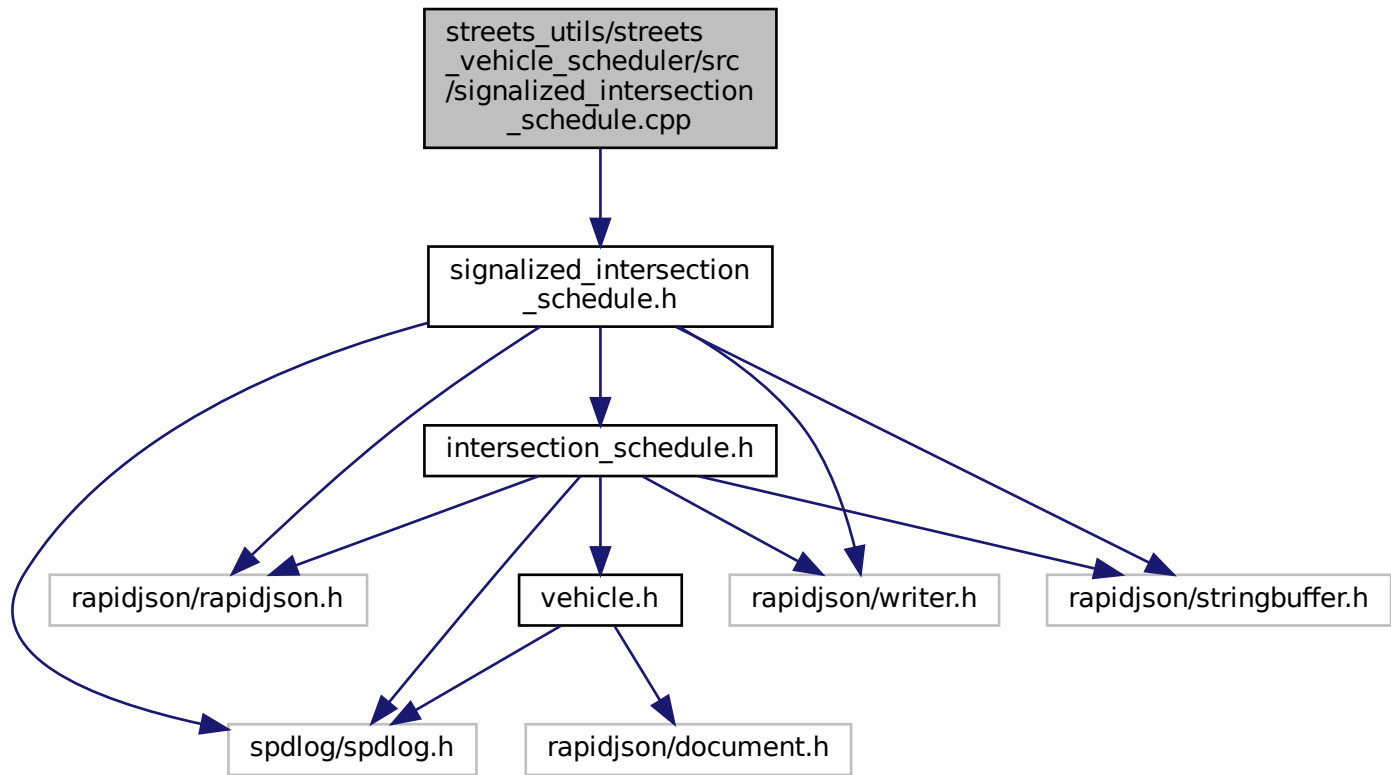 streets_utils/streets
_vehicle_scheduler/src
/signalized_intersection
_schedule.cpp
signalized_intersection
_schedule.h
intersection_schedule.h
rapidjson/rapidjson.h
vehicle.h
rapidjson/writer.h
rapidjson/stringbuffer.h
spdlog/spdlog.h
rapidjson/document.h